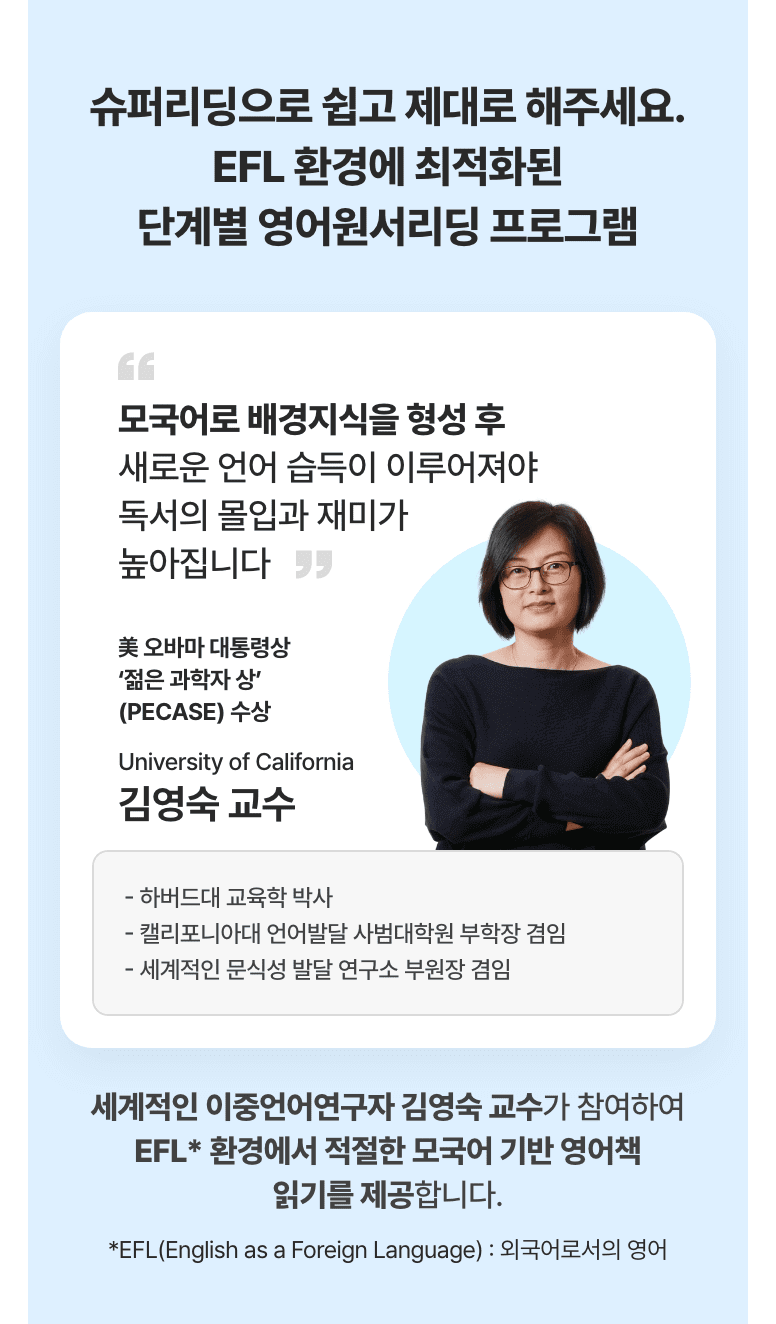 슈퍼리딩으로 쉽고 제대로 해주세요.
EFL 환경에 최적화된
단계별 영어원서리딩 프로그램
“
모국어로 배경지식을 형성 후
새로운 언어 습득이 이루어져야
독서의 몰입과 재미가
높아집니다 ”
美 오바마 대통령상
‘젊은 과학자 상’
(PECASE) 수상
University of California
김영숙 교수
- 하버드대 교육학 박사
- 캘리포니아대 언어발달 사범대학원 부학장 겸임
- 세계적인 문식성 발달 연구소 부원장 겸임
세계적인 이중언어연구자 김영숙 교수가 참여하여
EFL* 환경에서 적절한 모국어 기반 영어책
읽기를 제공합니다.
*EFL(English as a Foreign Language) : 외국어로서의 영어